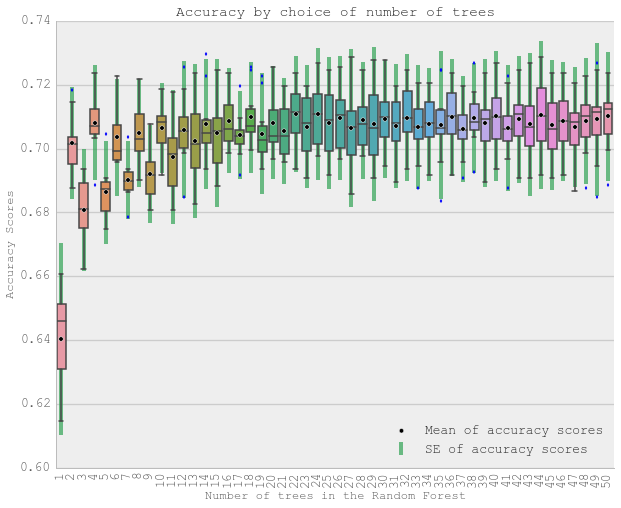 Accuracy by choice of number of trees
0.74
0.72
0.70
0.68
0.66
0.64
0.62
0.60
Accuracy Scores
Mean of accuracy scores
SE of accuracy scores
1 2 3 4 5 6 7 8 9 10 11 12 13 14 15 16 17 18 19 20 21 22 23 24 25 26 27 28 29 30 31 32 33 34 35 36 37 38 39 40 41 42 43 44 45 46 47 48 49 50
Number of trees in the Random Forest